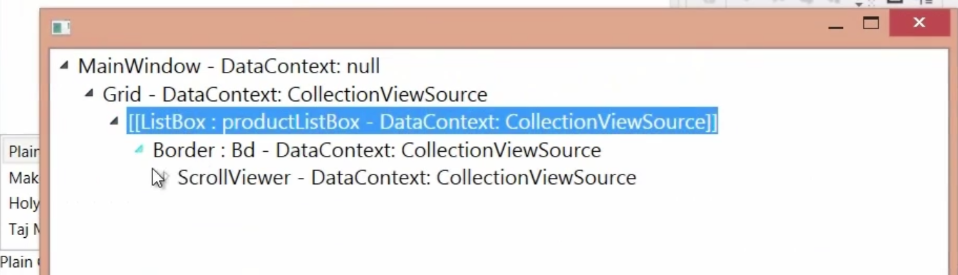 MainWindow - DataContext: null
Grid - DataContext: CollectionViewSource
[[ListBox : productListBox - DataContext: CollectionViewSource]]
Border : Bd - DataContext: CollectionViewSource
ScrollViewer - DataContext: CollectionViewSource
Plain
Mak
Holy
Taj
Plain